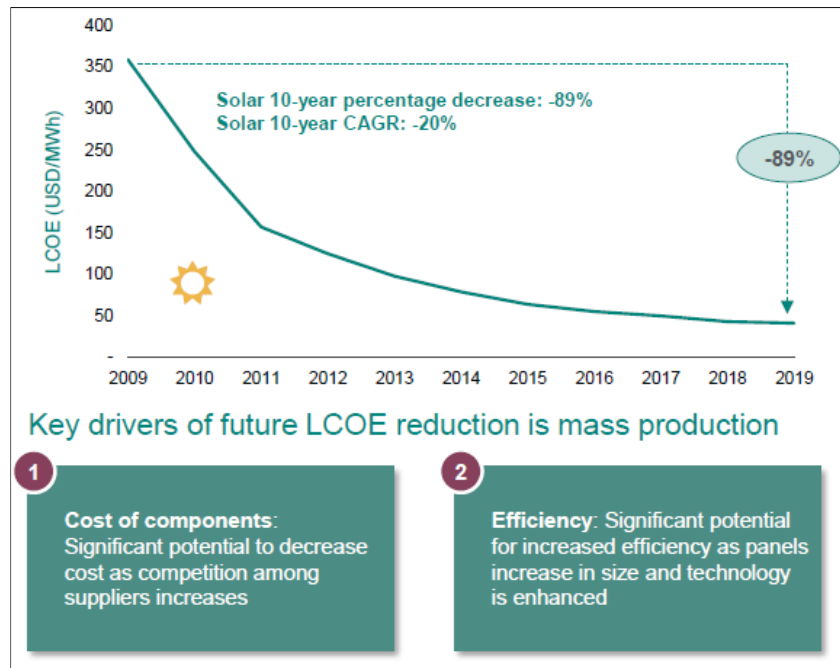 400
350
300
250
200
150
100
50
-
LCOE (USD/MWh)
Solar 10-year percentage decrease: -89%
Solar 10-year CAGR: -20%
-89%
2009 2010 2011 2012 2013 2014 2015 2016 2017 2018 2019
Key drivers of future LCOE reduction is mass production
1
Cost of components:
Significant potential to decrease
cost as competition among
suppliers increases
2
Efficiency: Significant potential
for increased efficiency as panels
increase in size and technology
is enhanced